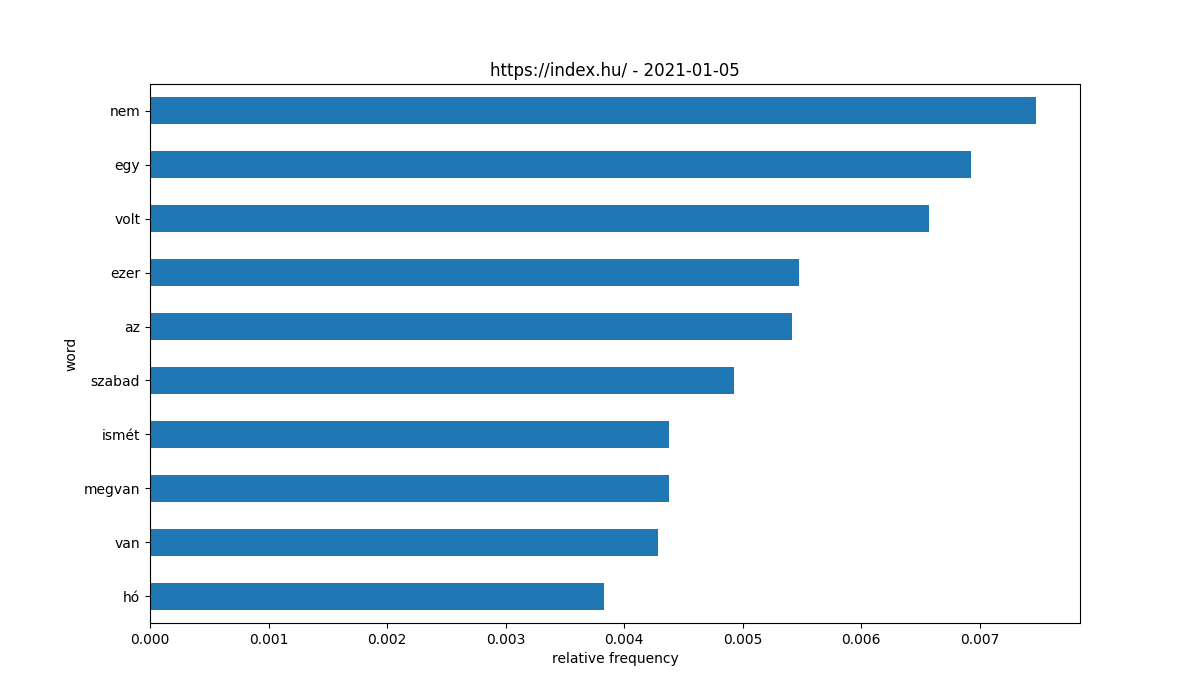 https://index.hu/ - 2021-01-05
nem
egy
volt
ezer
az
szabad
ismét
megvan
van
hó
word
0.000 0.001 0.002 0.003 0.004 0.005 0.006 0.007
relative frequency